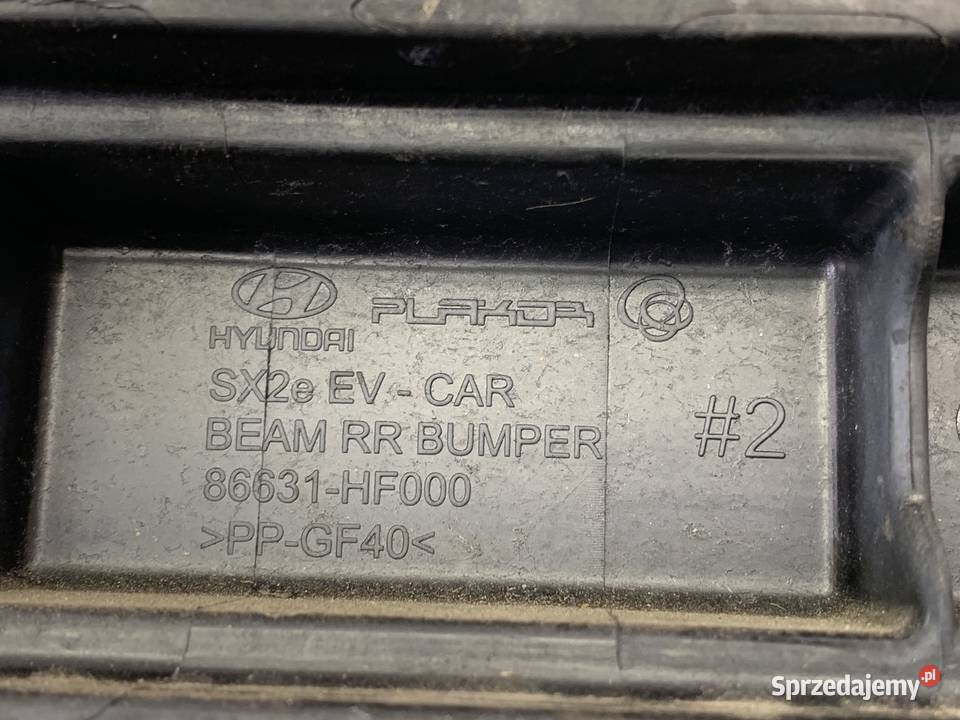 PLAKOR
HYUNDAI
SX2e EV - CAR
BEAM RR BUMPER
#2
86631-HF000
>PP-GF40<
Sprzedajemy.pl